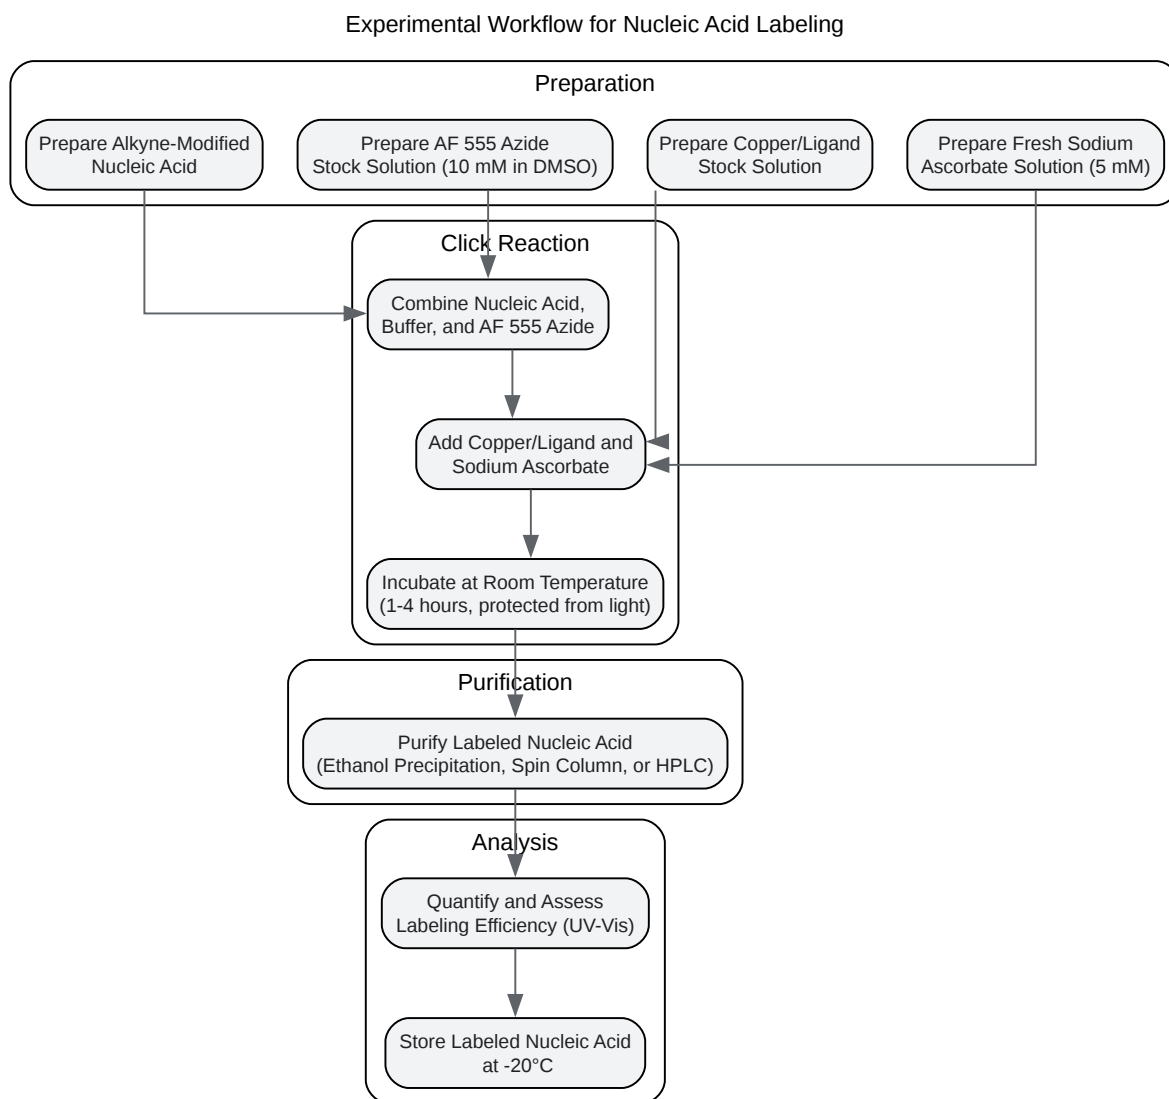 Experimental Workflow for Nucleic Acid Labeling
Preparation
Prepare Alkyne-Modified
Nucleic Acid
Prepare AF 555 Azide
Stock Solution (10 mM in DMSO)
Prepare Copper/Ligand
Stock Solution
Prepare Fresh Sodium
Ascorbate Solution (5 mM)
Click Reaction
Combine Nucleic Acid,
Buffer, and AF 555 Azide
Add Copper/Ligand and
Sodium Ascorbate
Incubate at Room Temperature
(1-4 hours, protected from light)
Purification
Purify Labeled Nucleic Acid
(Ethanol Precipitation, Spin Column, or HPLC)
Analysis
Quantify and Assess
Labeling Efficiency (UV-Vis)
Store Labeled Nucleic Acid
at -20°C